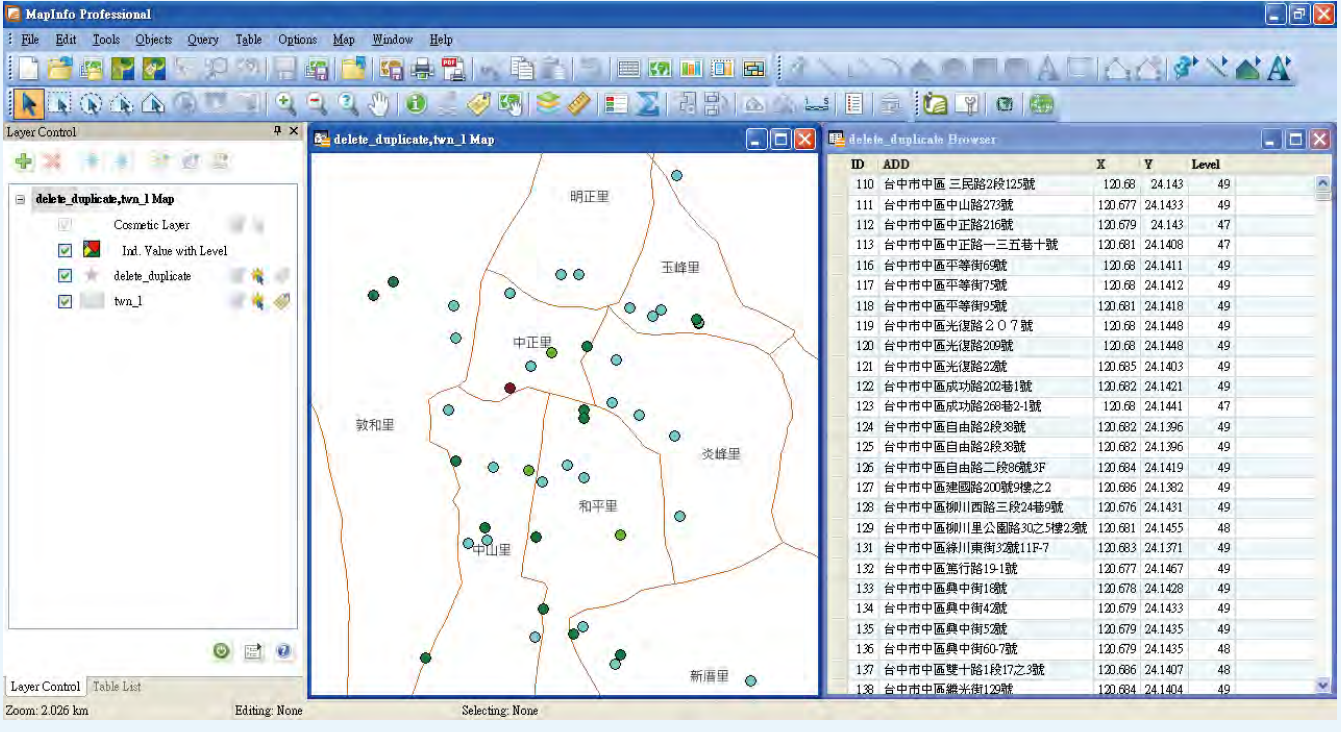 MapInfo Professional
File Edit Tools Objects Query Table Options Map Window Help
Layer Control
delete_duplicate,twn_1 Map
Cosmetic Layer
Ind. Value with Level
delete_duplicate
twn_1
Layer Control Table List
delete_duplicate,twn_1 Map
明正里
玉峰里
中正里
敦和里
炎峰里
和平里
中山里
新厝里
delete_duplicate Browser
ID ADD X Y Level
110 台中市中區 三民路2段125號 120.68 24.143 49
111 台中市中區中山路273號 120.677 24.1433 49
112 台中市中區中正路216號 120.679 24.143 47
113 台中市中區中正路一三五巷十號 120.681 24.1408 47
116 台中市中區平等街69號 120.68 24.1411 49
117 台中市中區平等街75號 120.68 24.1412 49
118 台中市中區平等街95號 120.681 24.1418 49
119 台中市中區光復路２０７號 120.68 24.1448 49
120 台中市中區光復路209號 120.68 24.1448 49
121 台中市中區光復路22號 120.685 24.1403 49
122 台中市中區成功路202巷1號 120.682 24.1421 49
123 台中市中區成功路268巷2-1號 120.68 24.1441 47
124 台中市中區自由路2段38號 120.682 24.1396 49
125 台中市中區自由路2段38號 120.682 24.1396 49
126 台中市中區自由路二段86號3F 120.684 24.1419 49
127 台中市中區建國路200號9樓之2 120.686 24.1382 49
128 台中市中區柳川西路三段24巷9號 120.676 24.1431 49
129 台中市中區柳川里公園路30之5樓23號 120.681 24.1455 48
131 台中市中區綠川東街32號11F-7 120.683 24.1371 49
132 台中市中區篤行路19-1號 120.677 24.1467 49
133 台中市中區興中街18號 120.678 24.1428 49
134 台中市中區興中街42號 120.679 24.1433 49
135 台中市中區興中街52號 120.679 24.1435 49
136 台中市中區興中街60-7號 120.679 24.1435 48
137 台中市中區雙十路1段17之3號 120.686 24.1407 48
138 台中市中區繼光街129號 120.684 24.1404 49
Zoom: 2.026 km Editing: None Selecting: None